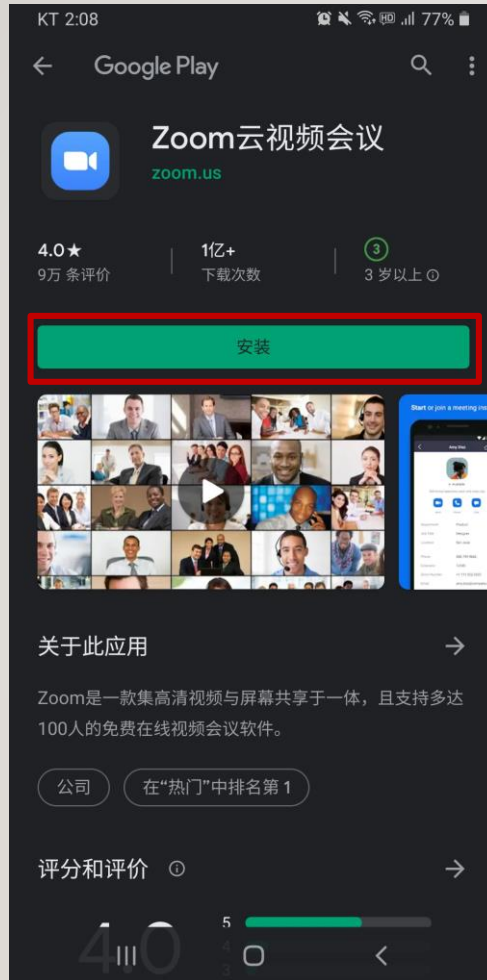 KT 2:08
77%
Google Play
Zoom云视频会议
zoom.us
4.0★
9万 条评价
1亿+
下载次数
3
3 岁以上
安装
Start or join a meeting
关于此应用
Zoom是一款集高清视频与屏幕共享于一体，且支持多达
100人的免费在线视频会议软件。
公司
在“热门”中排名第 1
评分和评价
4.0
5
4
3